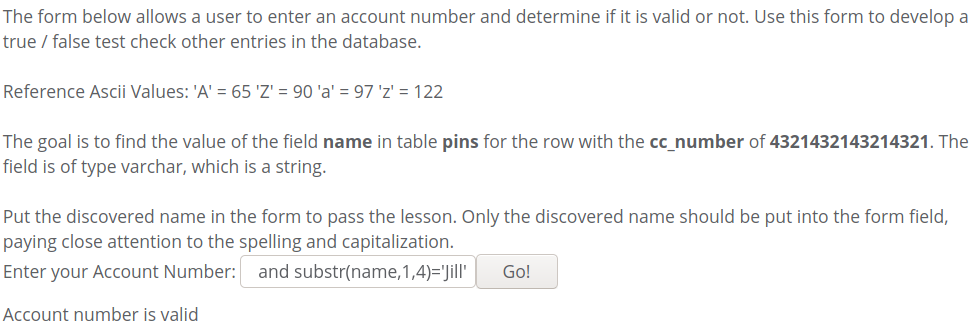 The form below allows a user to enter an account number and determine if it is valid or not. Use this form to develop a
true / false test check other entries in the database.
Reference Ascii Values: 'A' = 65 'Z' = 90 'a' = 97 'z' = 122
The goal is to find the value of the field name in table pins for the row with the cc_number of 4321432143214321. The
field is of type varchar, which is a string.
Put the discovered name in the form to pass the lesson. Only the discovered name should be put into the form field,
paying close attention to the spelling and capitalization.
Enter your Account Number: and substr(name,1,4)='Jill' Go!
Account number is valid